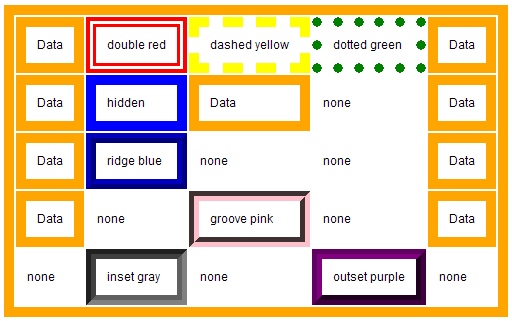 Data double red dashed yellow dotted green Data
Data hidden Data none Data
Data ridge blue none none Data
Data none groove pink none Data
none inset gray none outset purple none